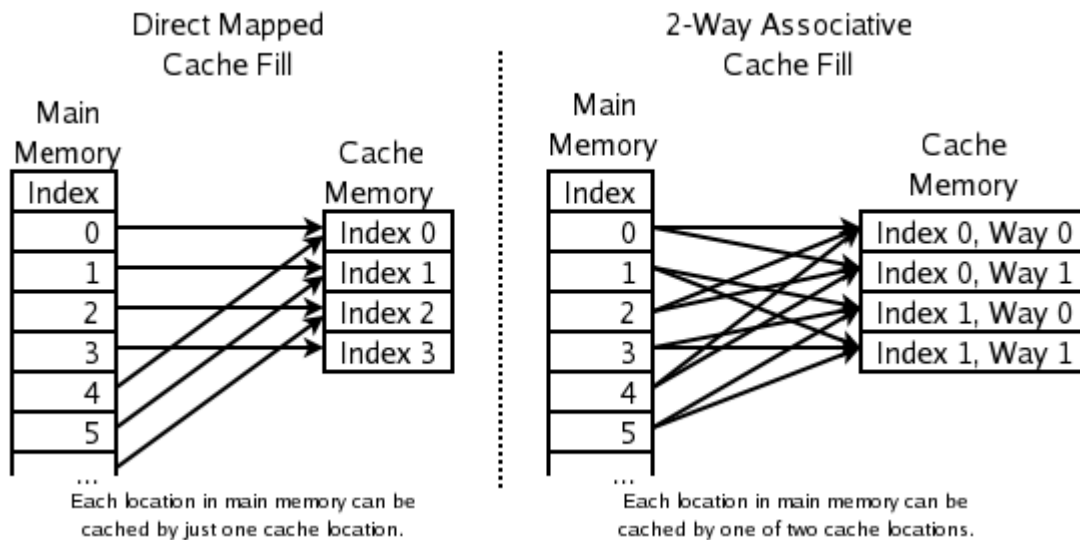 Direct Mapped
Cache Fill
Main
Memory
Index
0
1
2
3
4
5
...
Cache
Memory
Index 0
Index 1
Index 2
Index 3
Each location in main memory can be
cached by just one cache location.
2-Way Associative
Cache Fill
Main
Memory
Index
0
1
2
3
4
5
...
Cache
Memory
Index 0, Way 0
Index 0, Way 1
Index 1, Way 0
Index 1, Way 1
Each location in main memory can be
cached by one of two cache locations.